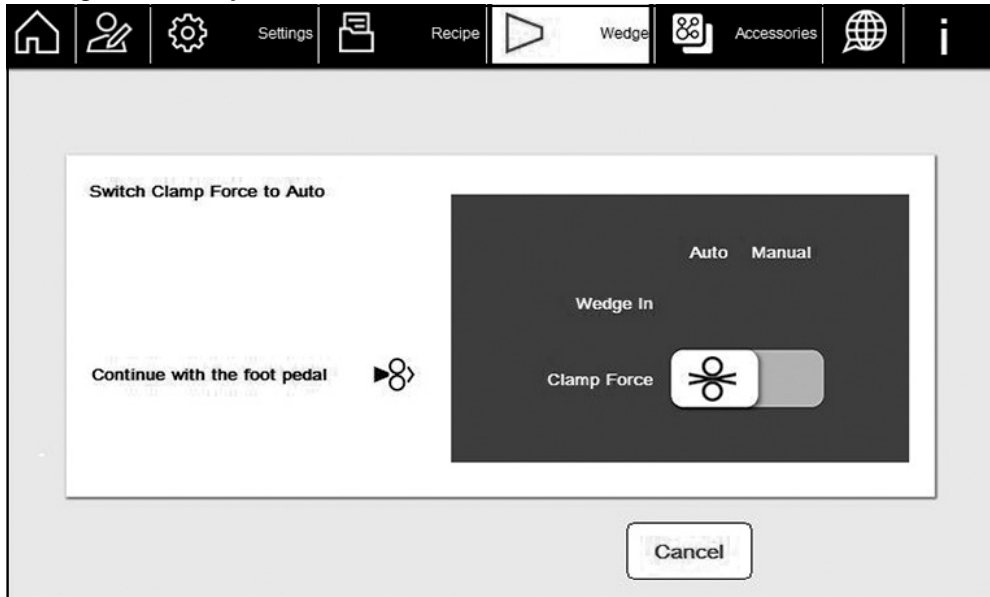 Settings
Recipe
Wedge
Accessories
i
Switch Clamp Force to Auto
Auto Manual
Wedge In
Continue with the foot pedal
Clamp Force
Cancel